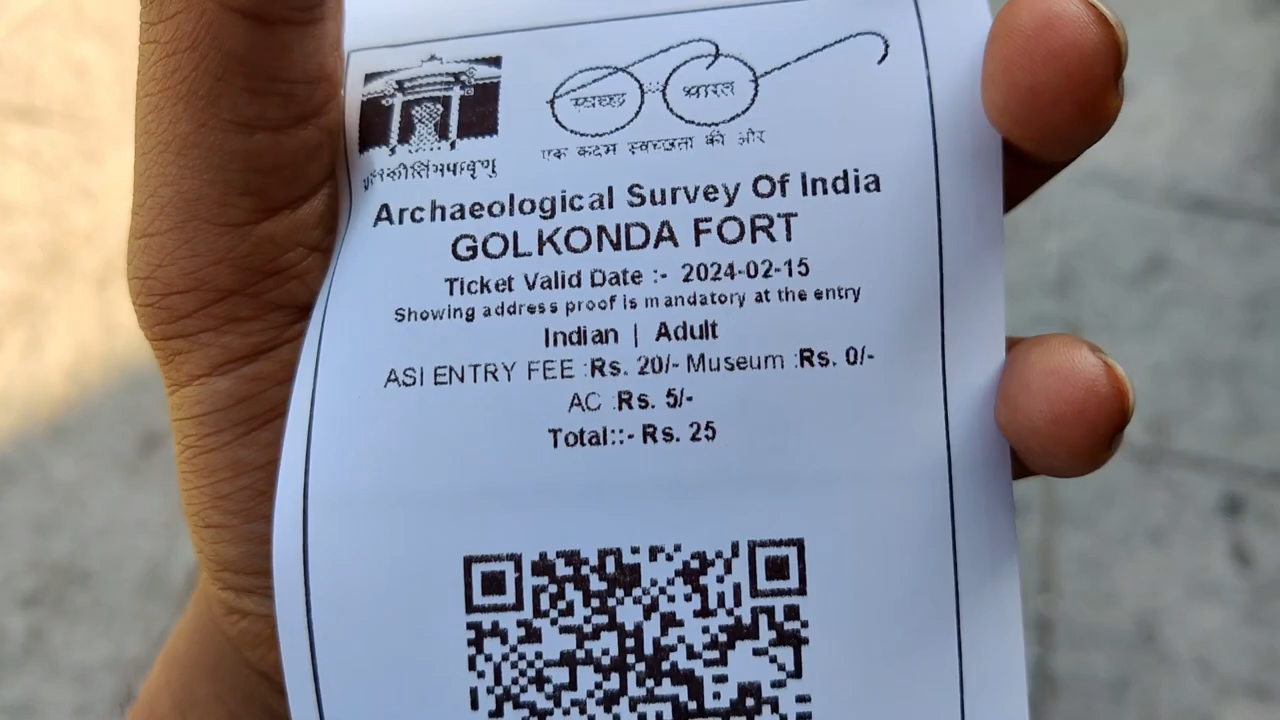 स्वच्छ भारत
एक कदम स्वच्छता की ओर
Archaeological Survey Of India
GOLKONDA FORT
Ticket Valid Date :- 2024-02-15
Showing address proof is mandatory at the entry
Indian | Adult
ASI ENTRY FEE :Rs. 20/- Museum :Rs. 0/-
AC :Rs. 5/-
Total::- Rs. 25